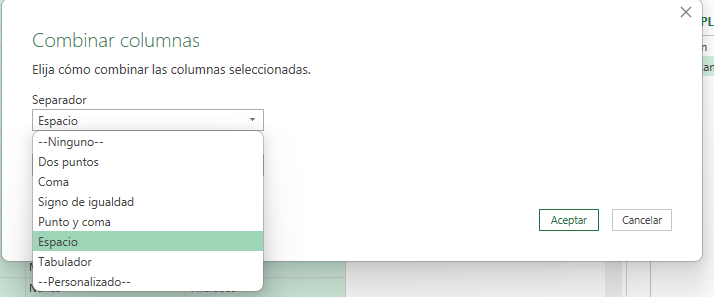 Combinar columnas
Elija cómo combinar las columnas seleccionadas.
Separador
Espacio
--Ninguno--
Dos puntos
Coma
Signo de igualdad
Punto y coma
Espacio
Tabulador
--Personalizado--
Aceptar
Cancelar